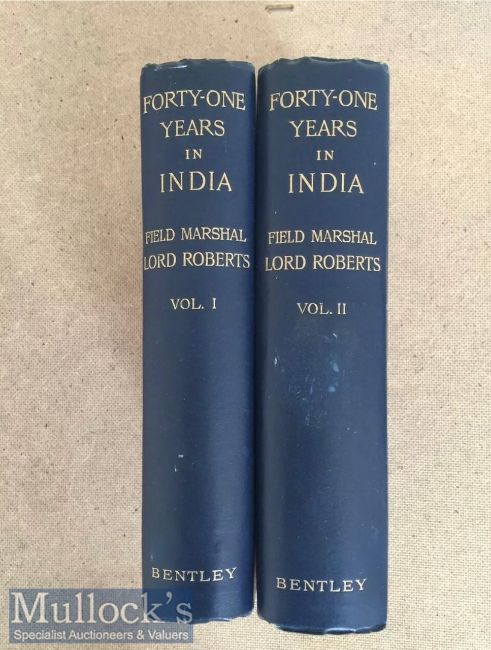 FORTY-ONE
YEARS
IN
INDIA
FIELD MARSHAL
LORD ROBERTS
VOL. I
BENTLEY
FORTY-ONE
YEARS
IN
INDIA
FIELD MARSHAL
LORD ROBERTS
VOL. II
BENTLEY
Mullock's
Specialist Auctioneers & Valuers